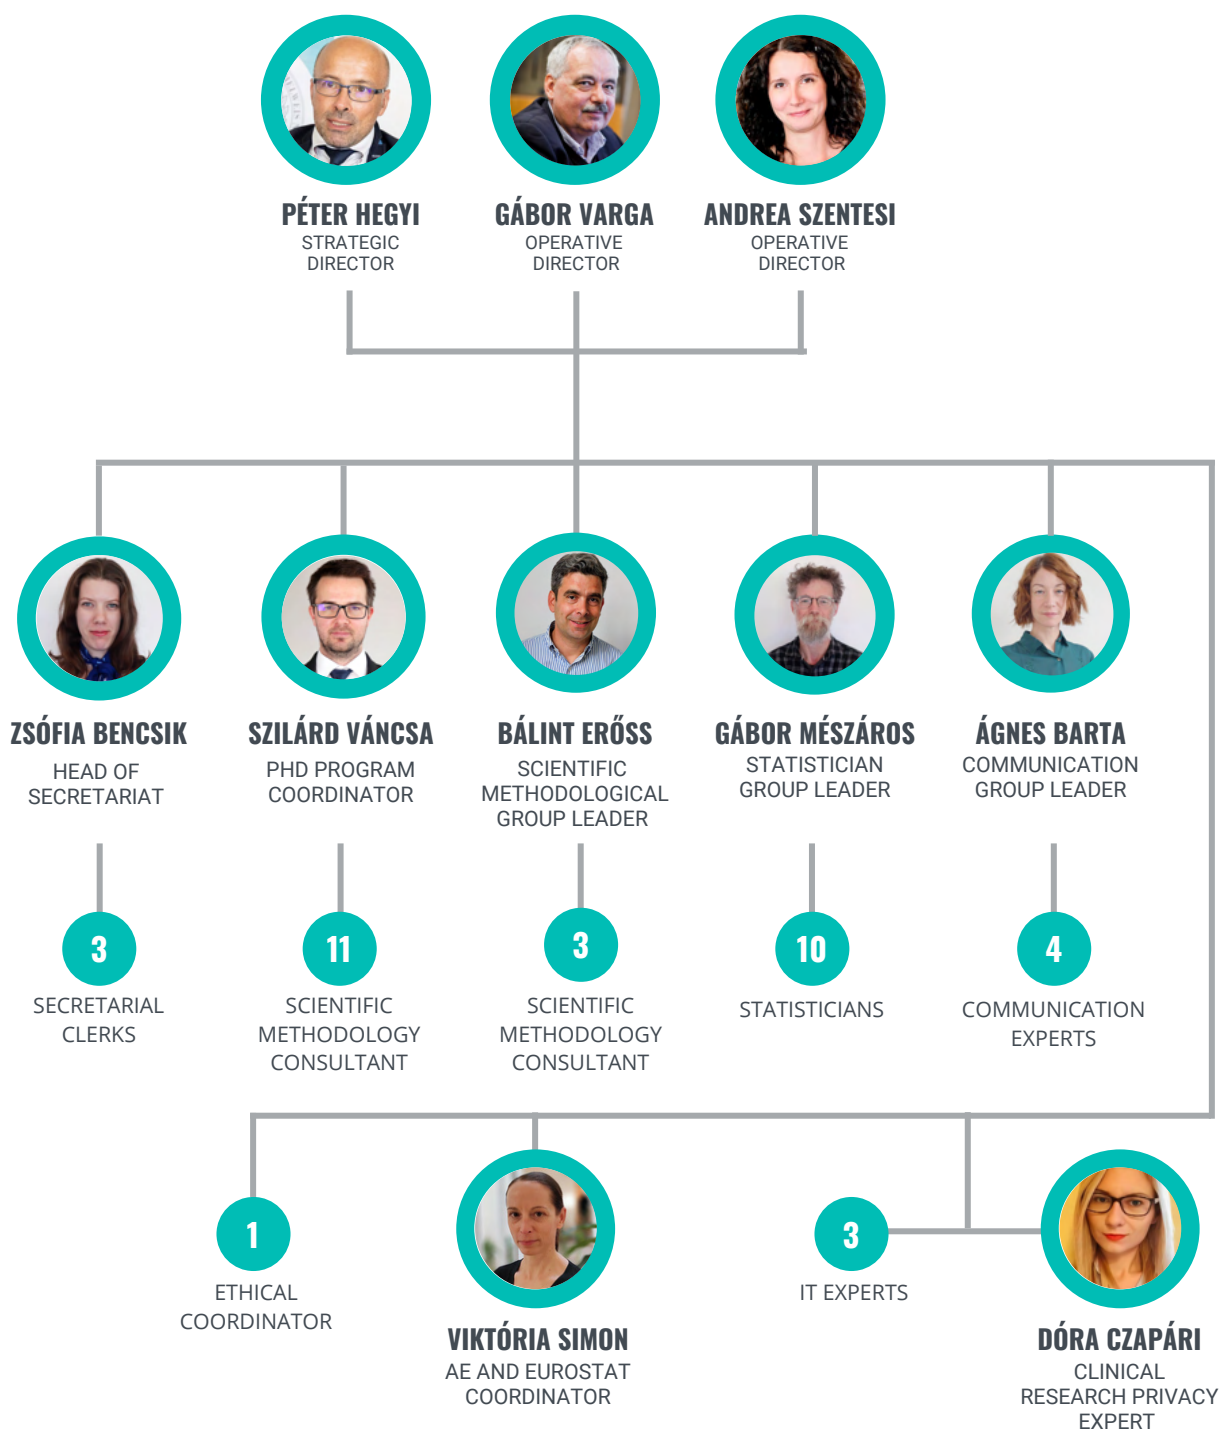 PÉTER HEGYI
STRATEGIC
DIRECTOR
GÁBOR VARGA
OPERATIVE
DIRECTOR
ANDREA SZENTESI
OPERATIVE
DIRECTOR
ZSÓFIA BENCSIK
HEAD OF
SECRETARIAT
SZILÁRD VÁNCSA
PHD PROGRAM
COORDINATOR
BÁLINT ERŐSS
SCIENTIFIC
METHODOLOGICAL
GROUP LEADER
GÁBOR MÉSZÁROS
STATISTICIAN
GROUP LEADER
ÁGNES BARTA
COMMUNICATION
GROUP LEADER
3
SECRETARIAL
CLERKS
11
SCIENTIFIC
METHODOLOGY
CONSULTANT
3
SCIENTIFIC
METHODOLOGY
CONSULTANT
10
STATISTICIANS
4
COMMUNICATION
EXPERTS
1
ETHICAL
COORDINATOR
VIKTÓRIA SIMON
AE AND EUROSTAT
COORDINATOR
3
IT EXPERTS
DÓRA CZAPÁRI
CLINICAL
RESEARCH PRIVACY
EXPERT